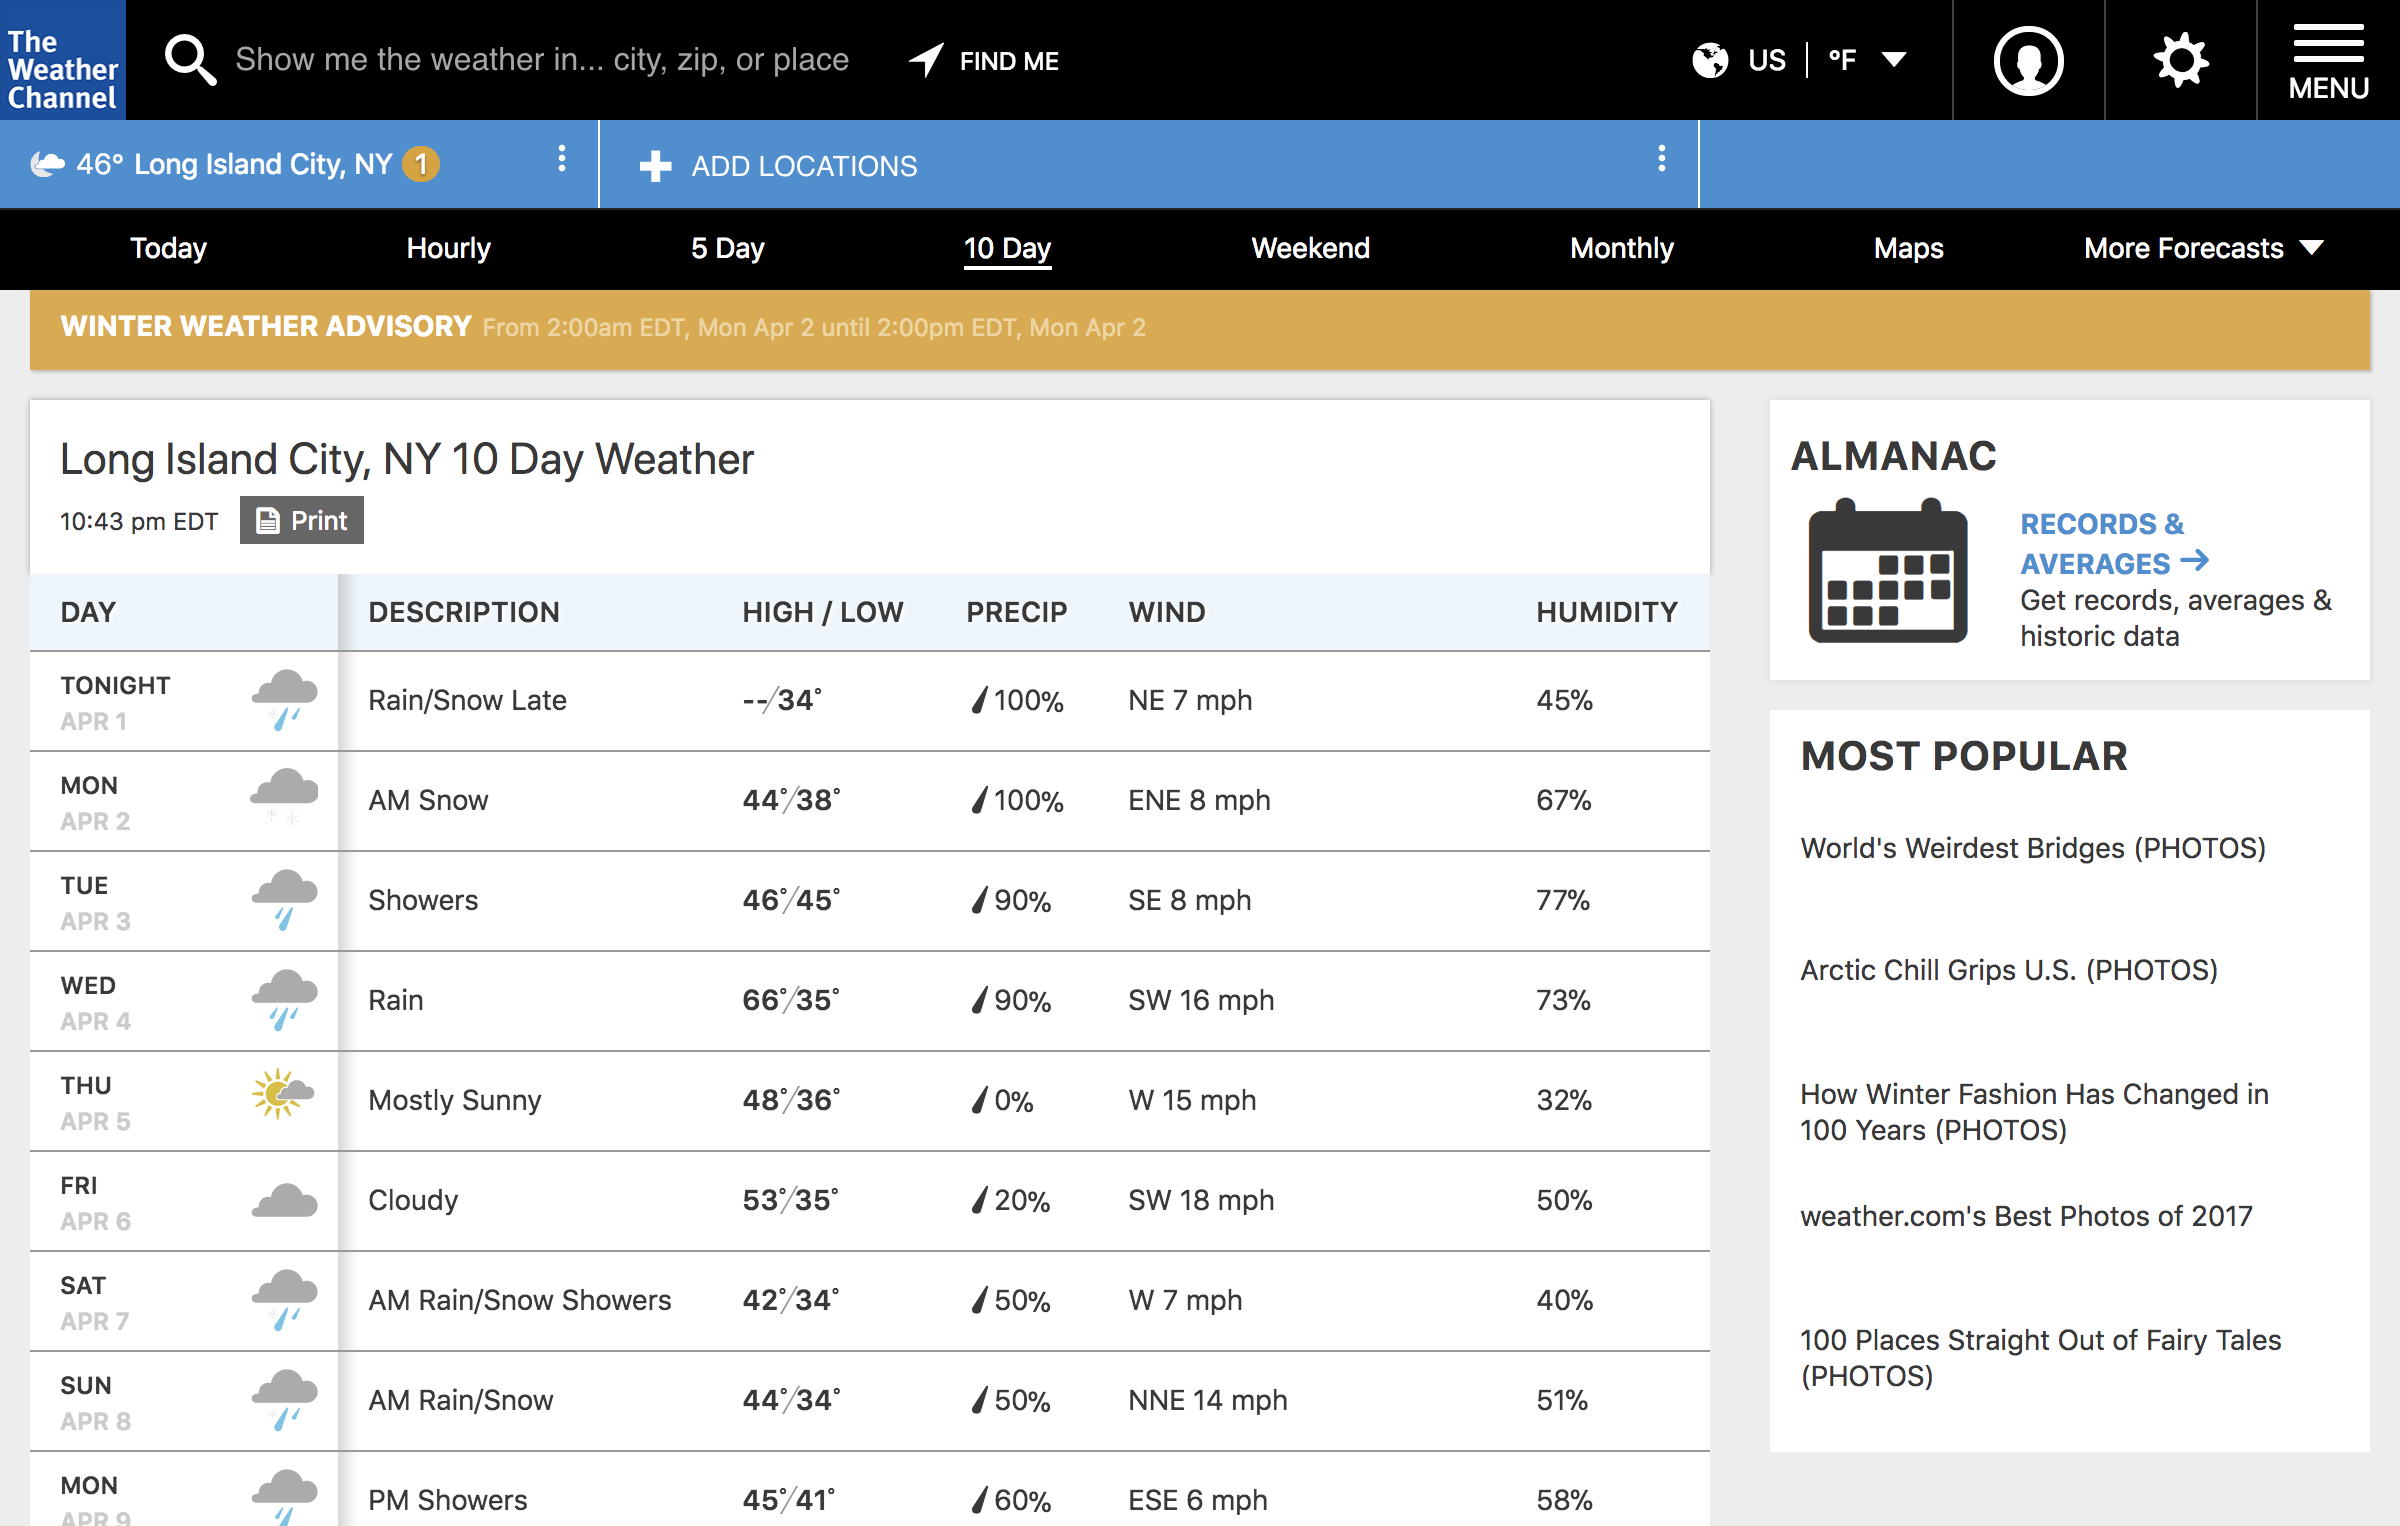 The
Weather
Channel
Show me the weather in... city, zip, or place
FIND ME
US
°F
MENU
46° Long Island City, NY 1
ADD LOCATIONS
Today
Hourly
5 Day
10 Day
Weekend
Monthly
Maps
More Forecasts
WINTER WEATHER ADVISORY From 2:00am EDT, Mon Apr 2 until 2:00pm EDT, Mon Apr 2
Long Island City, NY 10 Day Weather
10:43 pm EDT Print
DAY DESCRIPTION HIGH / LOW PRECIP WIND HUMIDITY
TONIGHT
APR 1
Rain/Snow Late --/34° 100% NE 7 mph 45%
MON
APR 2
AM Snow 44°/38° 100% ENE 8 mph 67%
TUE
APR 3
Showers 46°/45° 90% SE 8 mph 77%
WED
APR 4
Rain 66°/35° 90% SW 16 mph 73%
THU
APR 5
Mostly Sunny 48°/36° 0% W 15 mph 32%
FRI
APR 6
Cloudy 53°/35° 20% SW 18 mph 50%
SAT
APR 7
AM Rain/Snow Showers 42°/34° 50% W 7 mph 40%
SUN
APR 8
AM Rain/Snow 44°/34° 50% NNE 14 mph 51%
MON
APR 9
PM Showers 45°/41° 60% ESE 6 mph 58%
ALMANAC
RECORDS &
AVERAGES
Get records, averages &
historic data
MOST POPULAR
World's Weirdest Bridges (PHOTOS)
Arctic Chill Grips U.S. (PHOTOS)
How Winter Fashion Has Changed in
100 Years (PHOTOS)
weather.com's Best Photos of 2017
100 Places Straight Out of Fairy Tales
(PHOTOS)